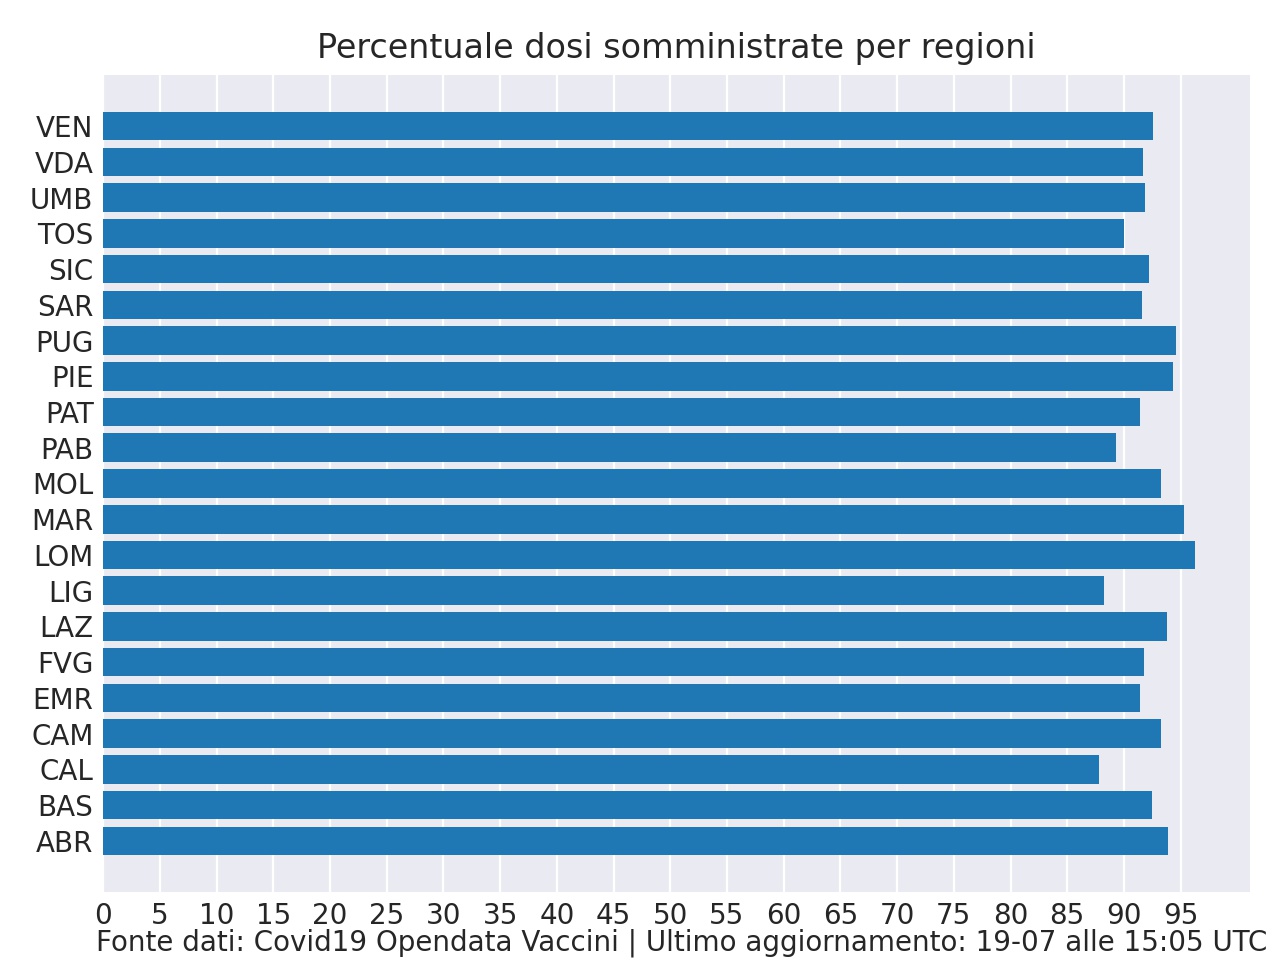 Percentuale dosi somministrate per regioni
VEN
VDA
UMB
TOS
SIC
SAR
PUG
PIE
PAT
PAB
MOL
MAR
LOM
LIG
LAZ
FVG
EMR
CAM
CAL
BAS
ABR
0 5 10 15 20 25 30 35 40 45 50 55 60 65 70 75 80 85 90 95
Fonte dati: Covid19 Opendata Vaccini | Ultimo aggiornamento: 19-07 alle 15:05 UTC